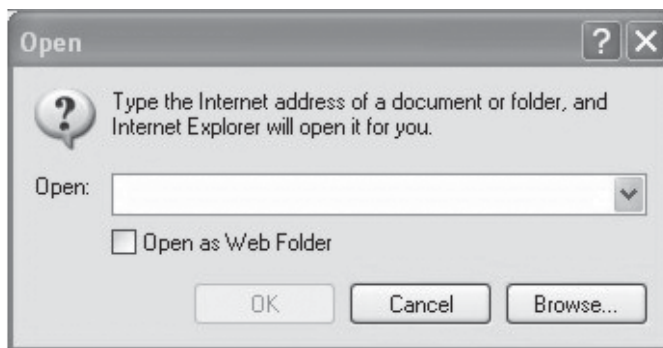 Open
Type the Internet address of a document or folder, and
Internet Explorer will open it for you.
Open:
Open as Web Folder
OK
Cancel
Browse...